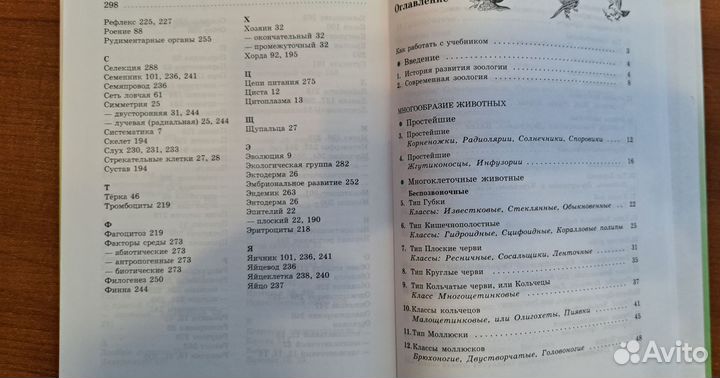 298
Рефлекс 225, 227
Роение 88
Рудиментарные органы 255
С
Селекция 288
Семенник 101, 236, 241
Семяпровод 236
Сеть ловчая 61
Симметрия 25
— двусторонняя 31, 244
— лучевая (радиальная) 25, 244
Систематика 7
Скелет 194
Слух 230, 231, 233
Стрекательные клетки 27, 28
Сустав 194
Т
Тёрка 46
Тромбоциты 219
Ф
Фагоцитоз 219
Факторы среды 273
— абиотические 273
— антропогенные 273
— биотические 273
Филогенез 250
Финна 244
Х
Хозяин 32
— окончательный 32
— промежуточный 32
Хорда 92, 195
Ц
Цепи питания 275
Циста 12
Цитоплазма 13
Щ
Щупальца 27
Э
Эволюция 9
Экологическая группа 282
Эктодерма 26
Эмбриональное развитие 252
Эндемик 263
Энтодерма 26
Эпителий 22
— плоский 22, 190
Эритроциты 218
Я
Яичник 101, 236, 241
Яйцевод 236
Яйцеклетка 238, 240
Яйцо 237
Оглавление
Как работать с учебником 3
Введение 4
1. История развития зоологии 4
2. Современная зоология 8
МНОГООБРАЗИЕ ЖИВОТНЫХ
Простейшие
3. Простейшие
Корненожки, Радиолярии, Солнечники, Споровики 12
4. Простейшие
Жгутиконосцы, Инфузории 16
Многоклеточные животные
Беспозвоночные
5. Тип Губки
Классы: Известковые, Стеклянные, Обыкновенные 22
6. Тип Кишечнополостные
Классы: Гидроидные, Сцифоидные, Коралловые полипы 25
7. Тип Плоские черви 31
Классы: Ресничные, Сосальщики, Ленточные
8. Тип Круглые черви 35
9. Тип Кольчатые черви, или Кольчецы 37
Класс Многощетинковые
10. Классы кольчецов 41
Малощетинковые, или Олигохеты, Пиявки
11. Тип Моллюски 45
12. Классы моллюсков 48
Брюхоногие, Двустворчатые, Головоногие
Avito